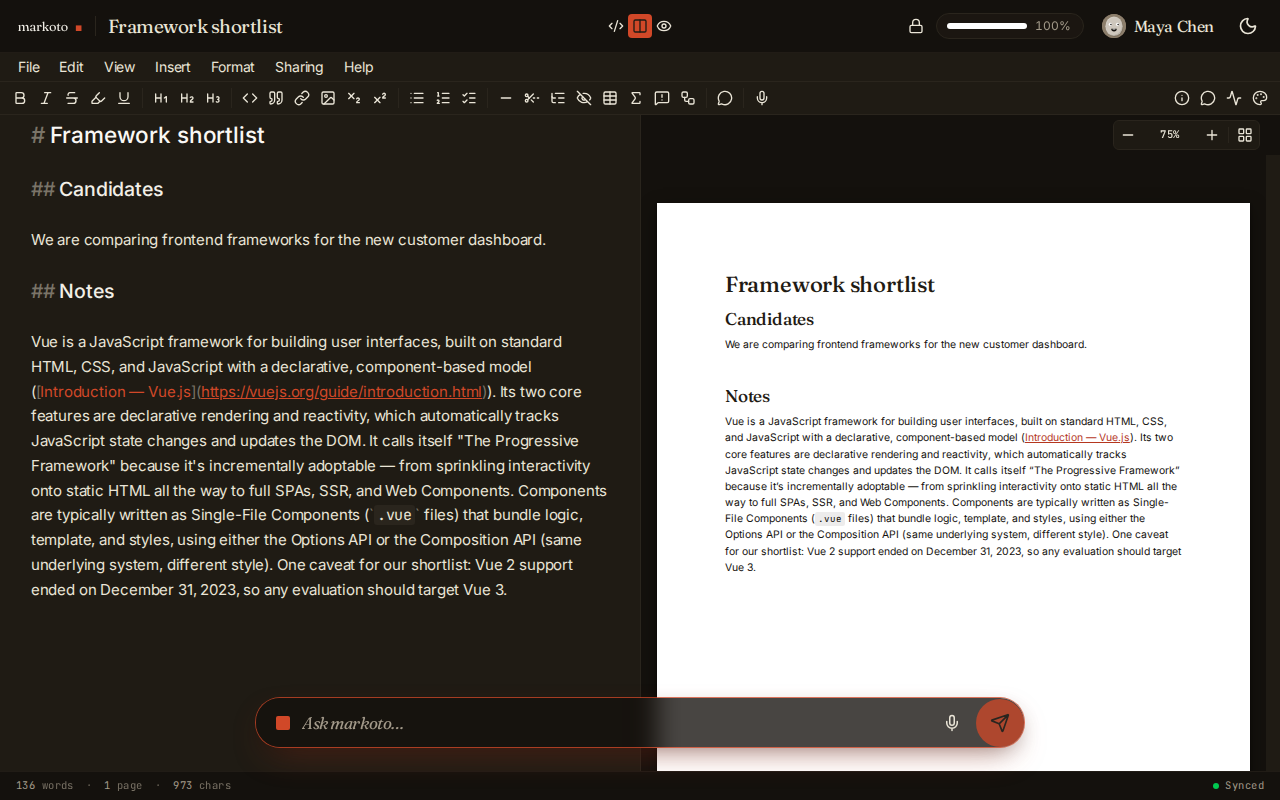 markoto
Framework shortlist
100%
Maya Chen
File Edit View Insert Format Sharing Help
H1 H2 H3
75%
# Framework shortlist
## Candidates
We are comparing frontend frameworks for the new customer dashboard.
## Notes
Vue is a JavaScript framework for building user interfaces, built on standard
HTML, CSS, and JavaScript with a declarative, component-based model
([Introduction — Vue.js](https://vuejs.org/guide/introduction.html)). Its two core
features are declarative rendering and reactivity, which automatically tracks
JavaScript state changes and updates the DOM. It calls itself "The Progressive
Framework" because it's incrementally adoptable — from sprinkling interactivity
onto static HTML all the way to full SPAs, SSR, and Web Components. Components
are typically written as Single-File Components (`.vue` files) that bundle logic,
template, and styles, using either the Options API or the Composition API (same
underlying system, different style). One caveat for our shortlist: Vue 2 support
ended on December 31, 2023, so any evaluation should target Vue 3.
Framework shortlist
Candidates
We are comparing frontend frameworks for the new customer dashboard.
Notes
Vue is a JavaScript framework for building user interfaces, built on standard HTML, CSS,
and JavaScript with a declarative, component-based model (Introduction — Vue.js). Its two
core features are declarative rendering and reactivity, which automatically tracks
JavaScript state changes and updates the DOM. It calls itself “The Progressive Framework”
because it’s incrementally adoptable — from sprinkling interactivity onto static HTML all the
way to full SPAs, SSR, and Web Components. Components are typically written as Single-
File Components (.vue files) that bundle logic, template, and styles, using either the
Options API or the Composition API (same underlying system, different style). One caveat
for our shortlist: Vue 2 support ended on December 31, 2023, so any evaluation should target
Vue 3.
Ask markoto...
136 words · 1 page · 973 chars
Synced